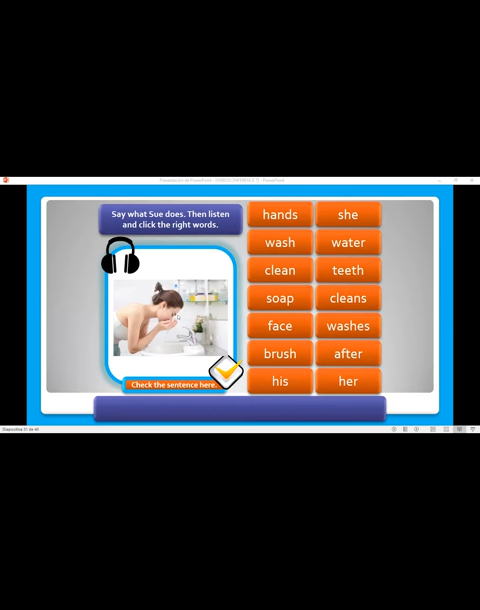 Say what Sue does. Then listen
and click the right words.
hands she
wash water
clean teeth
soap cleans
face washes
brush after
his her
Check the sentence here.